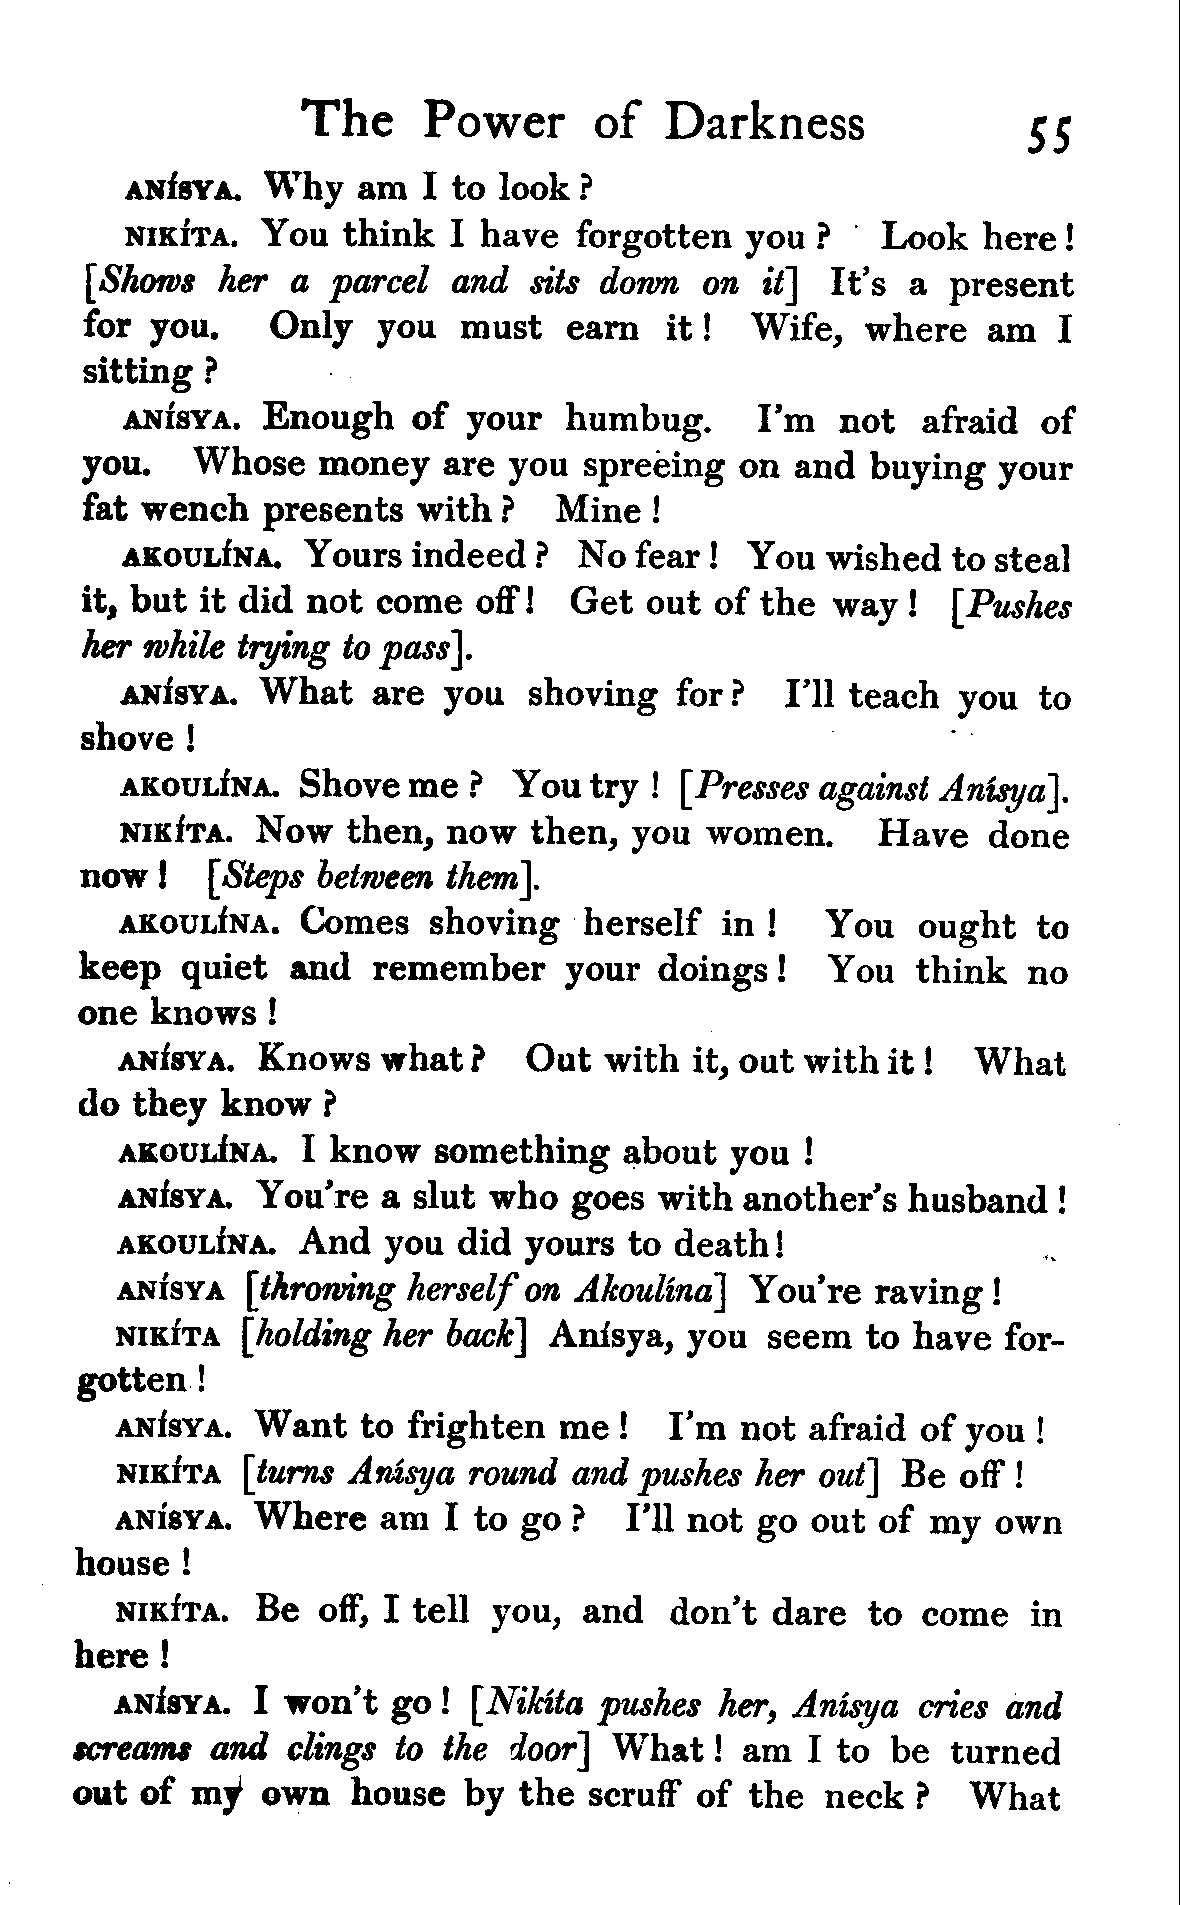 The Power of Darkness 55
ANÍSYA. Why am I to look?
NIKÍTA. You think I have forgotten you? Look here!
[Shows her a parcel and sits down on it] It's a present
for you. Only you must earn it! Wife, where am I
sitting?
ANÍSYA. Enough of your humbug. I'm not afraid of
you. Whose money are you spreeing on and buying your
fat wench presents with? Mine!
AKOULÍNA. Yours indeed? No fear! You wished to steal
it, but it did not come off! Get out of the way! [Pushes
her while trying to pass].
ANÍSYA. What are you shoving for? I'll teach you to
shove!
AKOULÍNA. Shove me? You try! [Presses against Anísya].
NIKÍTA. Now then, now then, you women. Have done
now! [Steps between them].
AKOULÍNA. Comes shoving herself in! You ought to
keep quiet and remember your doings! You think no
one knows!
ANÍSYA. Knows what? Out with it, out with it! What
do they know?
AKOULÍNA. I know something about you!
ANÍSYA. You're a slut who goes with another's husband!
AKOULÍNA. And you did yours to death!
ANÍSYA [throwing herself on Akoulína] You're raving!
NIKÍTA [holding her back] Anísya, you seem to have for-
gotten!
ANÍSYA. Want to frighten me! I'm not afraid of you!
NIKÍTA [turns Anísya round and pushes her out] Be off!
ANÍSYA. Where am I to go? I'll not go out of my own
house!
NIKÍTA. Be off, I tell you, and don't dare to come in
here!
ANÍSYA. I won't go! [Nikíta pushes her, Anísya cries and
screams and clings to the door] What! am I to be turned
out of my own house by the scruff of the neck? What